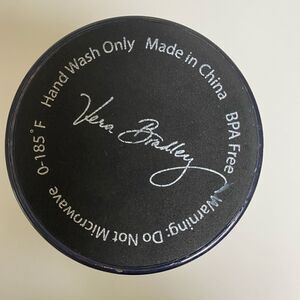 Vera Bradley
Hand Wash Only
Made in China
BPA Free
Warning: Do Not Microwave
0-185°F